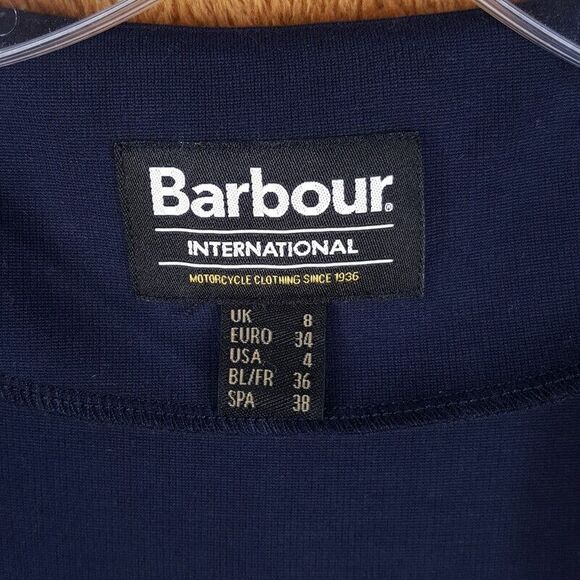 Barbour®
INTERNATIONAL
MOTORCYCLE CLOTHING SINCE 1936
UK 8
EURO 34
USA 4
BL/FR 36
SPA 38